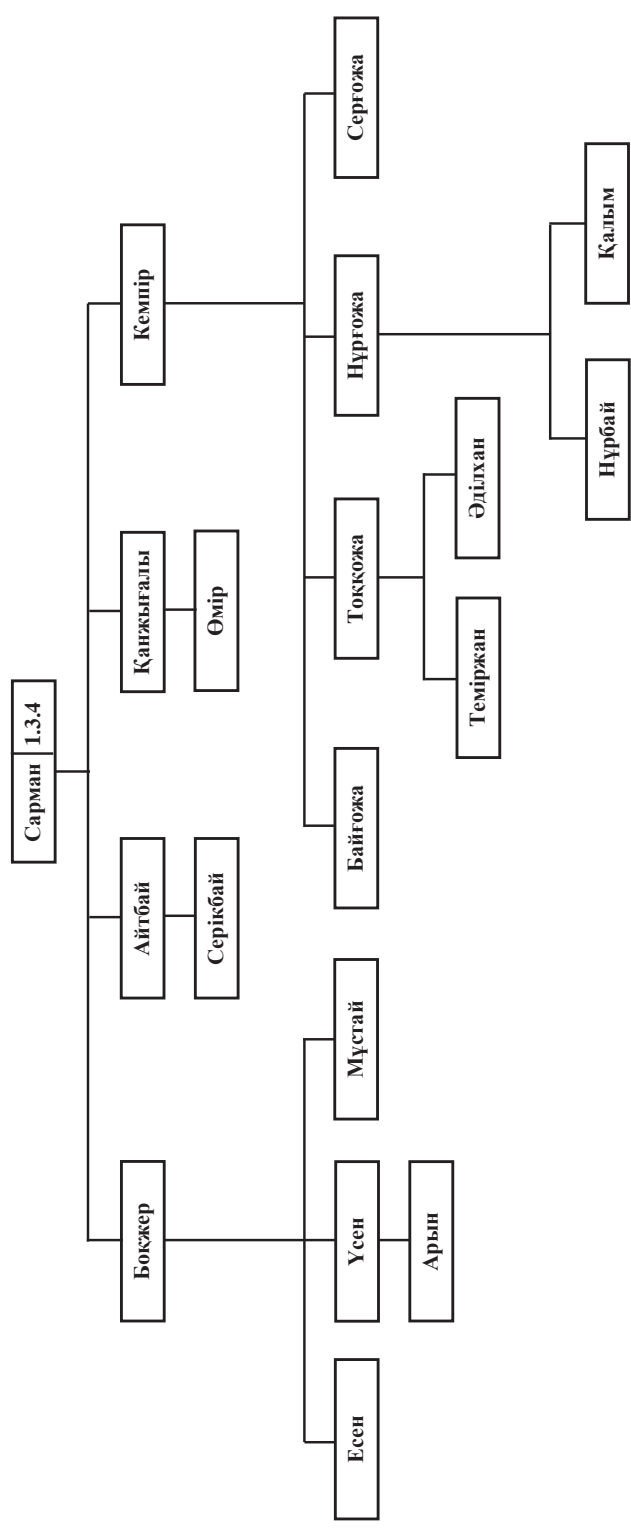 Сарман 1.3.4
Боқжер
Айтбай
Қанжығалы
Кемпір
Серікбай
Өмір
Есен
Үсен
Мұстай
Байғожа
Тоққожа
Нұрғожа
Серғожа
Арын
Теміржан
Әділхан
Нұрбай
Қалым